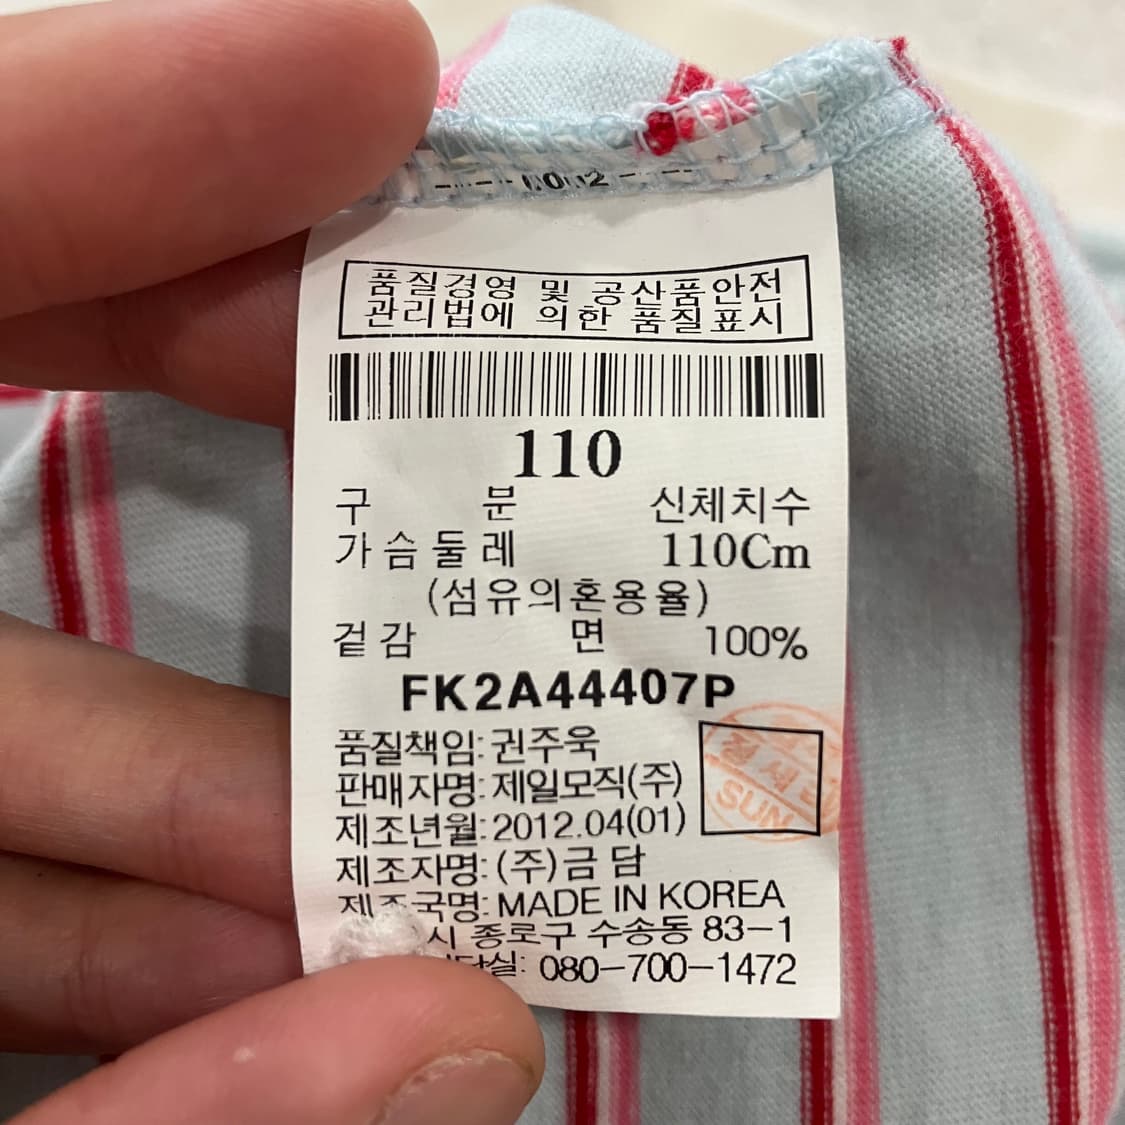 품질경영 및 공산품안전
관리법에 의한 품질표시
110
구 분 신체치수
가슴둘레 110Cm
(섬유의혼용율)
겉감 면 100%
FK2A44407P
품질책임: 권주욱
판매자명: 제일모직(주)
제조년월: 2012.04(01)
제조자명: (주)금담
제조국명: MADE IN KOREA
시 종로구 수송동 83-1
080-700-1472
SUN